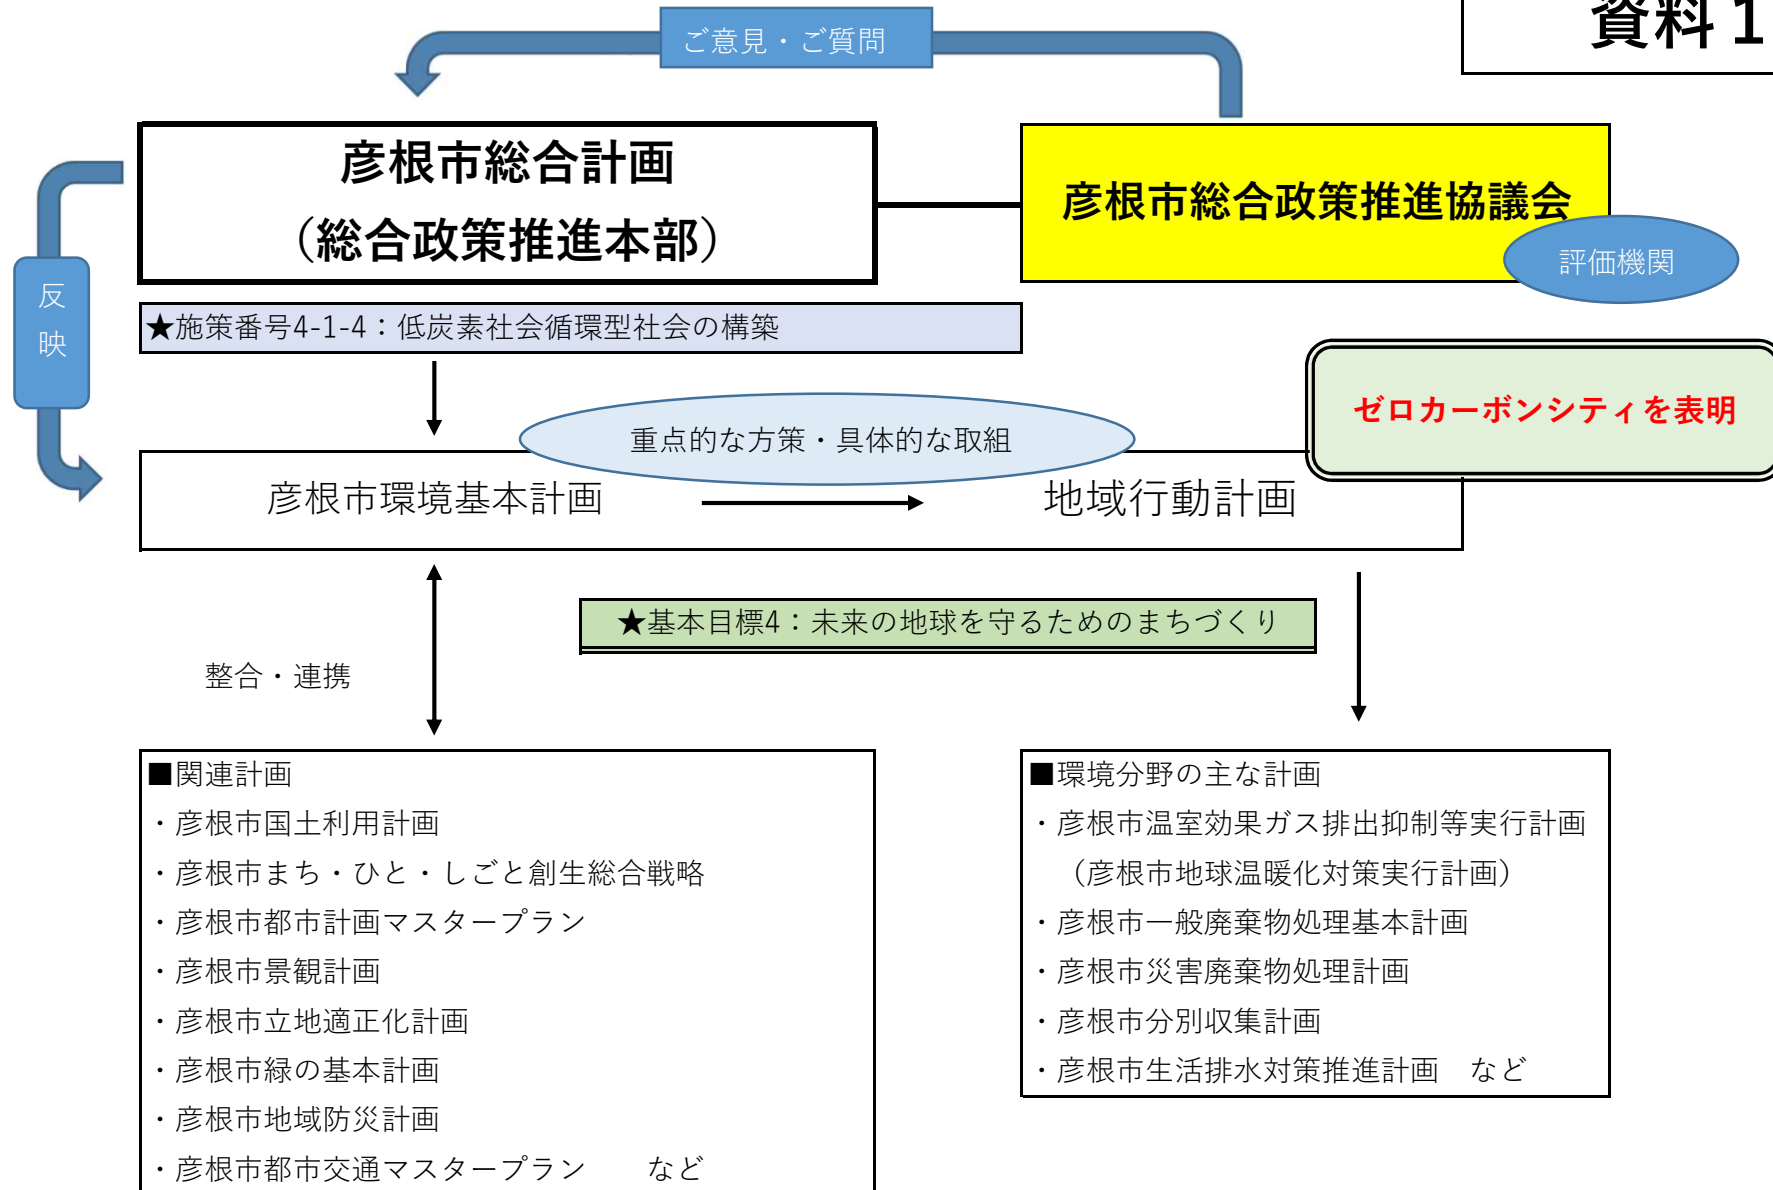 資料１
ご意見・ご質問
彦根市総合計画
（総合政策推進本部）
彦根市総合政策推進協議会
評価機関
反
映
★施策番号4-1-4：低炭素社会循環型社会の構築
ゼロカーボンシティを表明
重点的な方策・具体的な取組
彦根市環境基本計画
地域行動計画
★基本目標4：未来の地球を守るためのまちづくり
整合・連携
■関連計画
・彦根市国土利用計画
・彦根市まち・ひと・しごと創生総合戦略
・彦根市都市計画マスタープラン
・彦根市景観計画
・彦根市立地適正化計画
・彦根市緑の基本計画
・彦根市地域防災計画
・彦根市都市交通マスタープラン　　など
■環境分野の主な計画
・彦根市温室効果ガス排出抑制等実行計画
（彦根市地球温暖化対策実行計画）
・彦根市一般廃棄物処理基本計画
・彦根市災害廃棄物処理計画
・彦根市分別収集計画
・彦根市生活排水対策推進計画　など